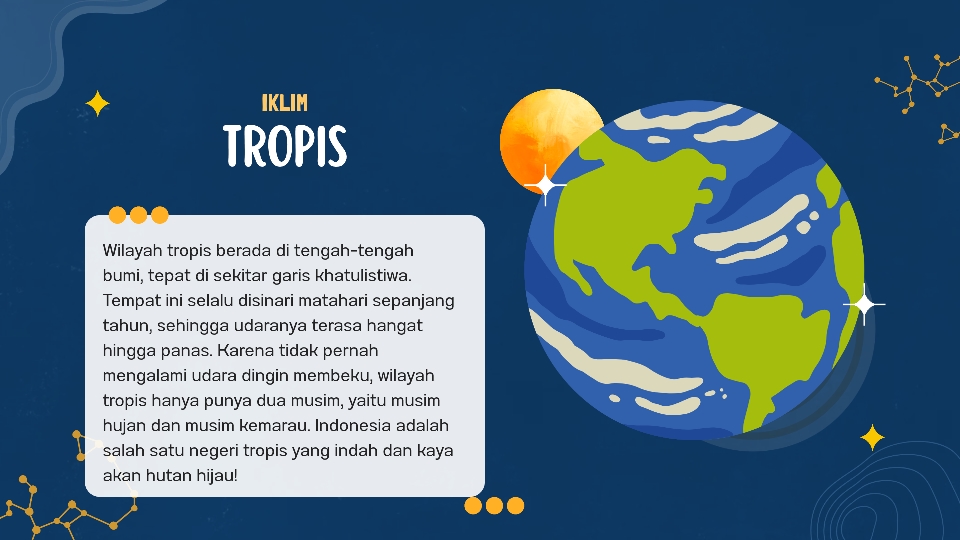 IKLIM
TROPIS
Wilayah tropis berada di tengah-tengah
bumi, tepat di sekitar garis khatulistiwa.
Tempat ini selalu disinari matahari sepanjang
tahun, sehingga udaranya terasa hangat
hingga panas. Karena tidak pernah
mengalami udara dingin membeku, wilayah
tropis hanya punya dua musim, yaitu musim
hujan dan musim kemarau. Indonesia adalah
salah satu negeri tropis yang indah dan kaya
akan hutan hijau!